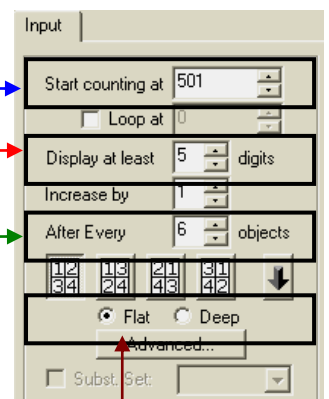 Input
Start counting at 501
Loop at 0
Display at least 5 digits
Increase by 1
After Every 6 objects
12 13 21 31
34 24 43 42
Flat Deep
Advanced...
Subst. Set: